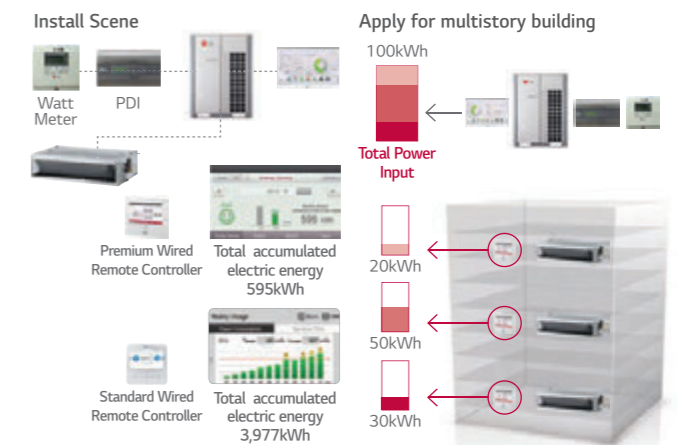 Install Scene
Watt
Meter
PDI
Premium Wired
Remote Controller
Total accumulated
electric energy
595kWh
Standard Wired
Remote Controller
Total accumulated
electric energy
3,977kWh
Apply for multistory building
100kWh
Total Power
Input
20kWh
50kWh
30kWh